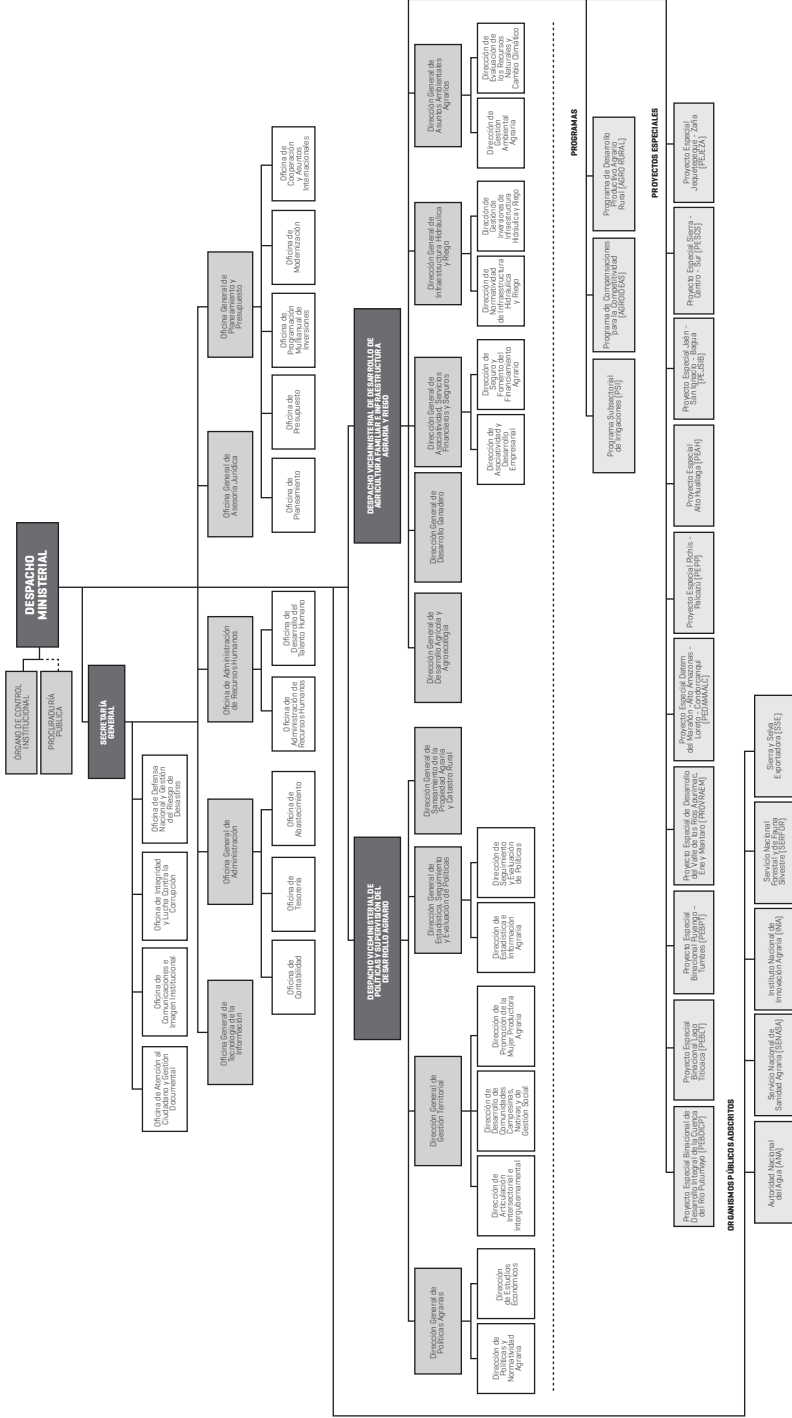 DESPACHO
MINISTERIAL
ÓRGANO DE CONTROL
INSTITUCIONAL
PROCURADURÍA
PÚBLICA
SECRETARÍA
GENERAL
Oficina de Atención al
Ciudadano y Gestión
Documental
Oficina de
Comunicaciones e
Imagen Institucional
Oficina de Integridad
y Lucha Contra la
Corrupción
Oficina de Defensa
Nacional y Gestión
del Riesgo de
Desastres
Oficina General de
Tecnología de la
Información
Oficina General de
Administración
Oficina de Administración
de Recursos Humanos
Oficina General de
Asesoría Jurídica
Oficina General de
Planeamiento y
Presupuesto
Oficina de
Contabilidad
Oficina de
Tesorería
Oficina de
Abastecimiento
Oficina de
Administración de
Recursos Humanos
Oficina de
Desarrollo del
Talento Humano
Oficina de
Planeamiento
Oficina de
Presupuesto
Oficina de
Programación
Multianual de
Inversiones
Oficina de
Modernización
Oficina de
Cooperación
y Asuntos
Internacionales
DESPACHO VICEMINISTERIAL DE
POLÍTICAS Y SUPERVISIÓN DEL
DESARROLLO AGRARIO
DESPACHO VICEMINISTERIAL DE DESARROLLO DE
AGRICULTURA FAMILIAR E INFRAESTRUCTURA
AGRARIA Y RIEGO
Dirección General de
Políticas Agrarias
Dirección General de
Gestión Territorial
Dirección General de
Estadística, Seguimiento
y Evaluación de Políticas
Dirección General de
Saneamiento de la
Propiedad Agraria
y Catastro Rural
Dirección General de
Desarrollo Agrícola y
Agroecología
Dirección General de
Desarrollo Ganadero
Dirección General de
Asociatividad, Servicios
Financieros y Seguros
Dirección General de
Infraestructura Hidráulica
y Riego
Dirección General de
Asuntos Ambientales
Agrarios
Dirección de
Políticas y
Normatividad
Agraria
Dirección
de Estudios
Económicos
Dirección de
Articulación
Intersectorial e
Intergubernamental
Dirección de
Desarrollo de
Comunidades
Campesinas,
Nativas y de
Gestión Social
Dirección de
Promoción de la
Mujer Productora
Agraria
Dirección de
Estadística e
Información
Agraria
Dirección de
Seguimiento
y Evaluación
de Políticas
Dirección de
Asociatividad y
Desarrollo
Empresarial
Dirección de
Seguro y
Fomento del
Financiamiento
Agrario
Dirección de
Normatividad
de Infraestructura
Hidráulica
y Riego
Dirección de
Gestión de
Inversiones de
Infraestructura
Hidráulica y Riego
Dirección de
Gestión
Ambiental
Agraria
Dirección de
Evaluación de
los Recursos
Naturales y
Cambio Climático
PROGRAMAS
Programa Subsectorial
de Irrigaciones [PSI]
Programa de Compensaciones
para la Competitividad
[AGROIDEAS]
Programa de Desarrollo
Productivo Agrario
Rural [AGRO RURAL]
PROYECTOS ESPECIALES
Proyecto Especial Binacional de
Desarrollo Integral de la Cuenca
del Río Putumayo [PEBDICP]
Proyecto Especial
Binacional Lago
Titicaca [PEBLT]
Proyecto Especial
Binacional Puyango -
Tumbes [PEBPT]
Proyecto Especial de Desarrollo
del Valle de los Ríos Apurímac,
Ene y Mantaro [PROVRAEM]
Proyecto Especial Datem
del Marañón - Alto Amazonas -
Loreto - Condorcanqui
[PEDAMAALC]
Proyecto Especial Pichis -
Palcazú [PEPP]
Proyecto Especial
Alto Huallaga [PEAH]
Proyecto Especial Jaén -
San Ignacio - Bagua
[PEJSIB]
Proyecto Especial Sierra -
Centro - Sur [PESCS]
Proyecto Especial
Jequetepeque - Zaña
[PEJEZA]
ORGANISMOS PÚBLICOS ADSCRITOS
Autoridad Nacional
del Agua [ANA]
Servicio Nacional de
Sanidad Agraria [SENASA]
Instituto Nacional de
Innovación Agraria [INIA]
Servicio Nacional
Forestal y de Fauna
Silvestre [SERFOR]
Sierra y Selva
Exportadora [SSE]